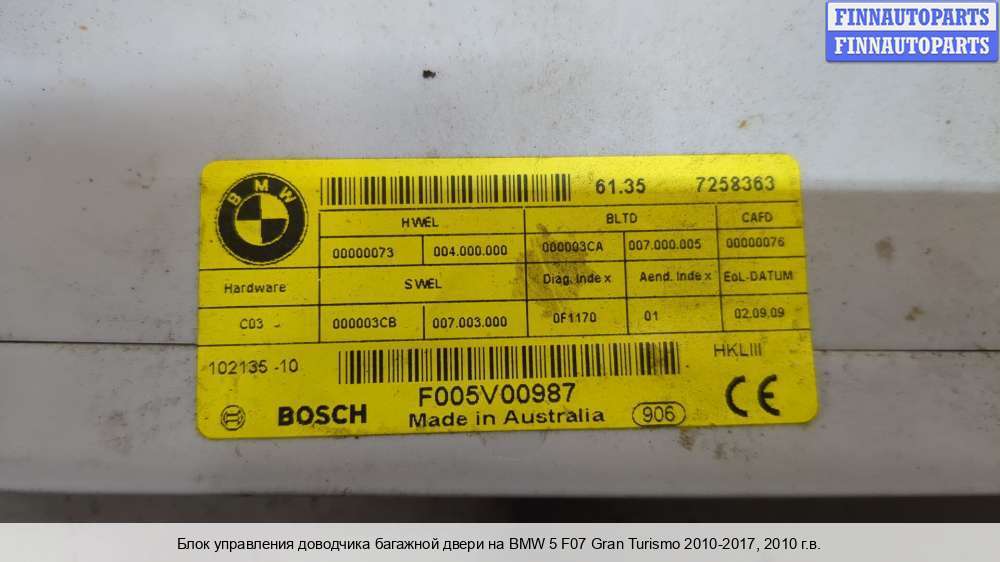 FINNAUTOPARTS
FINNAUTOPARTS
BMW
61.35 7258363
HWEL BLTD CAFD
00000073 004.000.000 000003CA 007.000.005 00000076
Hardware SWEL Diag. Index Aend. Index EoL-DATUM
C03 000003CB 007.003.000 0F1170 01 02.09.09
102135 -10 HKLIII
F005V00987
BOSCH Made in Australia 906 CE
Блок управления доводчика багажной двери на BMW 5 F07 Gran Turismo 2010-2017, 2010 г.в.